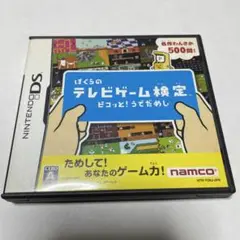 NINTENDO DS
名作わんさか
500問!
ぼくらの
テレビゲーム検定
ピコッと!うでだめし
ためして!
あなたのゲーム力!
namco
A